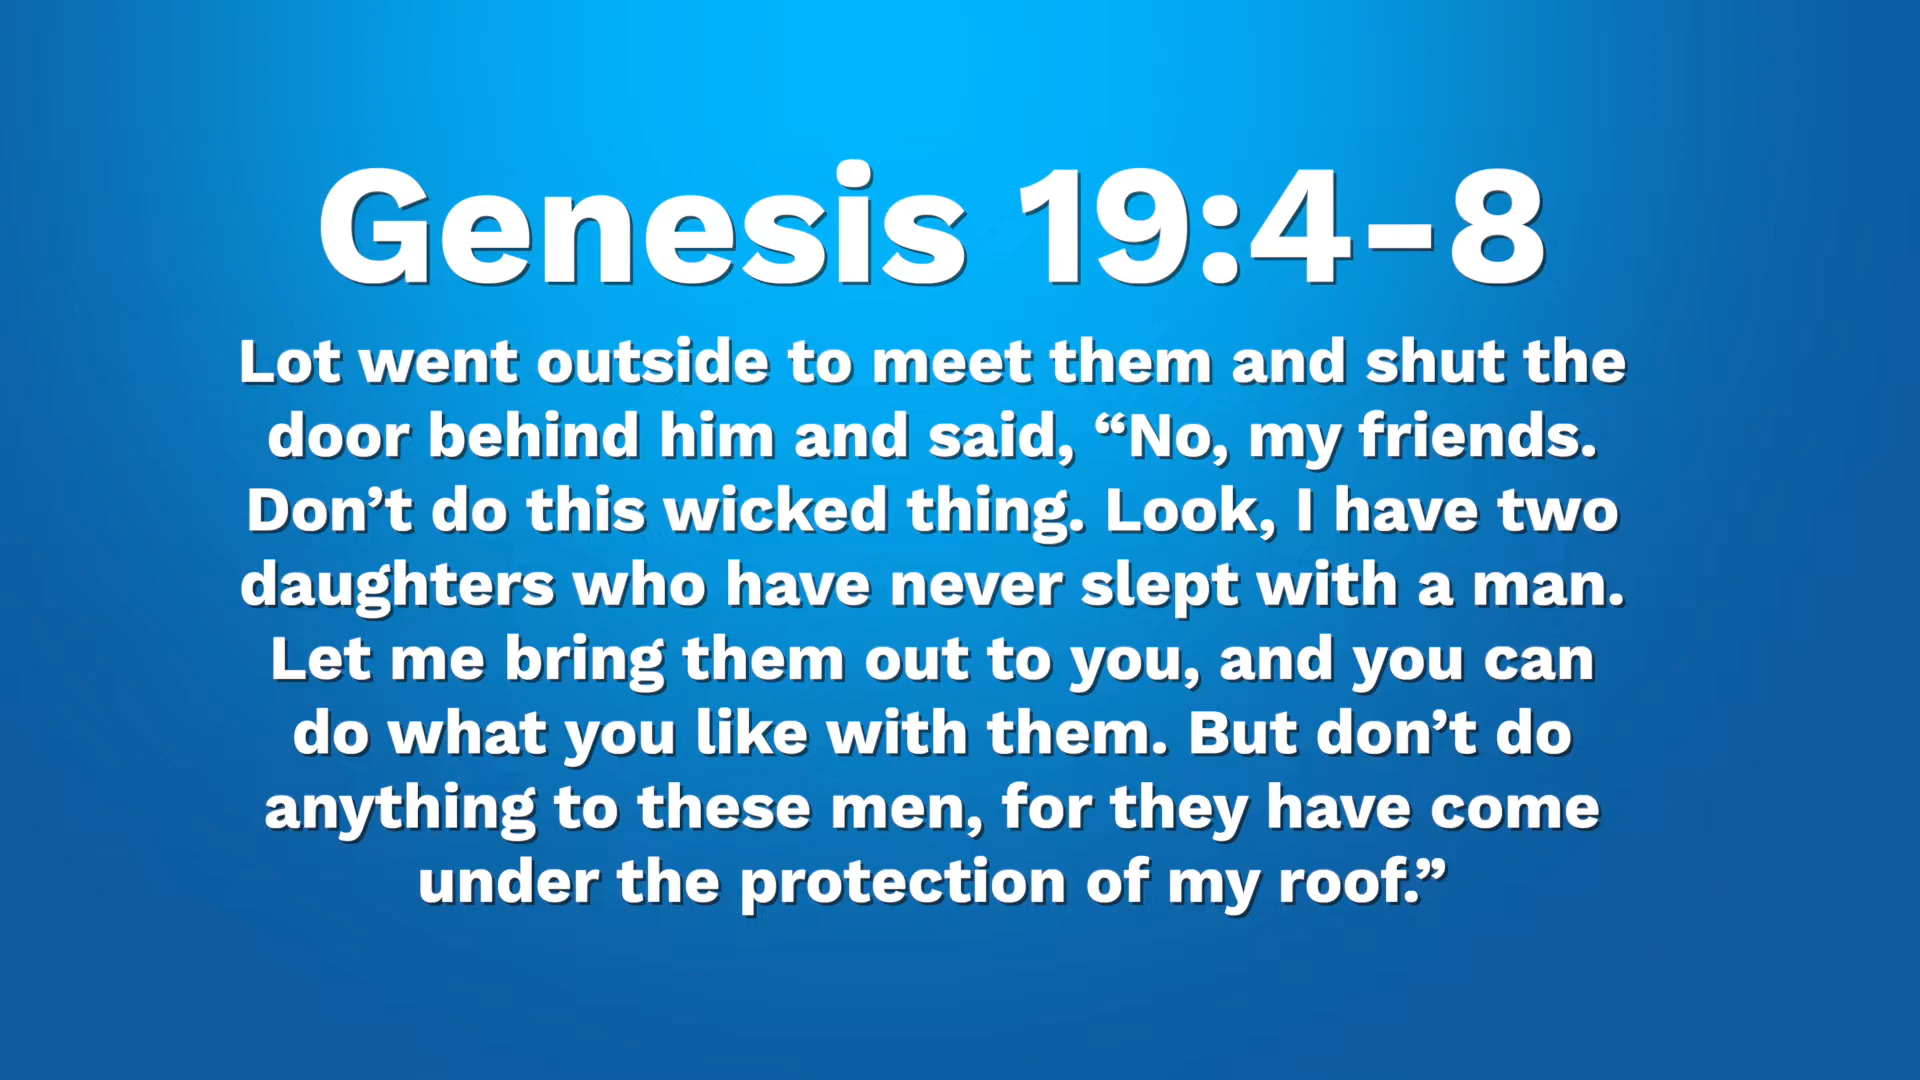 Genesis 19:4-8
Lot went outside to meet them and shut the
door behind him and said, “No, my friends.
Don’t do this wicked thing. Look, I have two
daughters who have never slept with a man.
Let me bring them out to you, and you can
do what you like with them. But don’t do
anything to these men, for they have come
under the protection of my roof.”